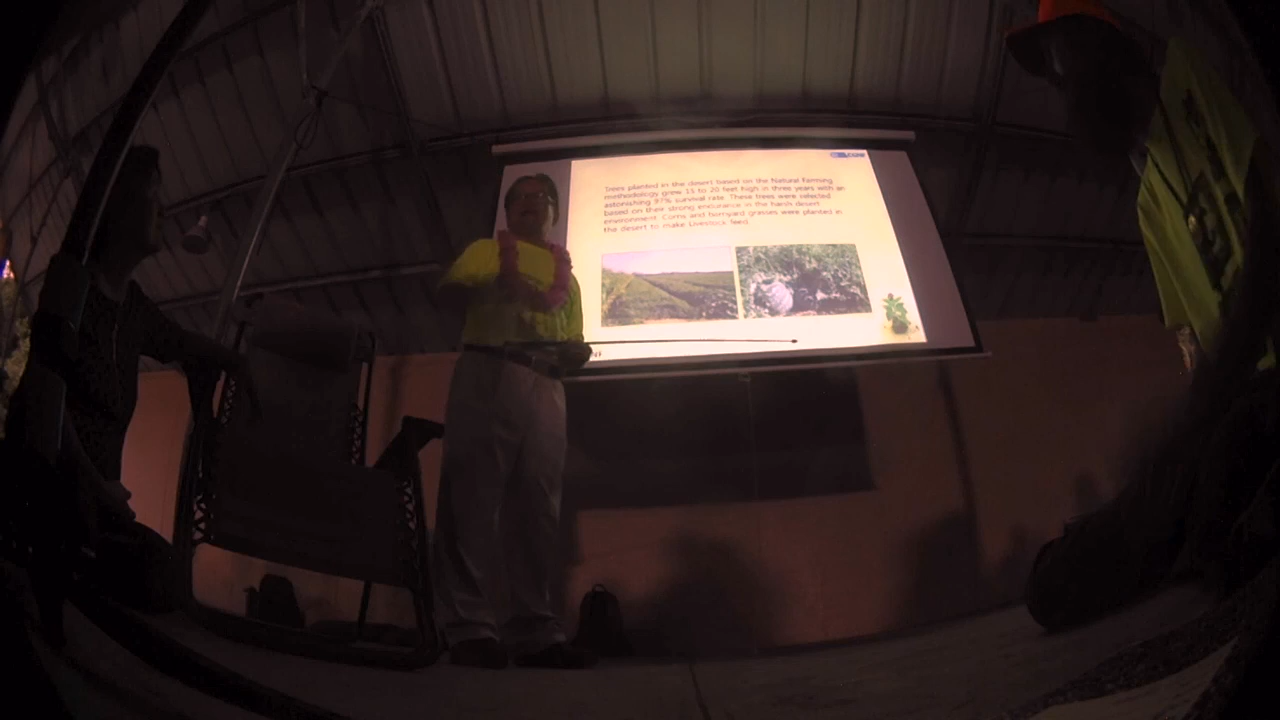 Trees planted in the desert based on the Natural Farming
methodology grew 15 to 20 feet high in three years with an
astonishing 97% survival rate. These trees were selected
based on their strong endurance in the harsh desert
environment. Corns and barnyard grasses were planted in
the desert to make Livestock feed.